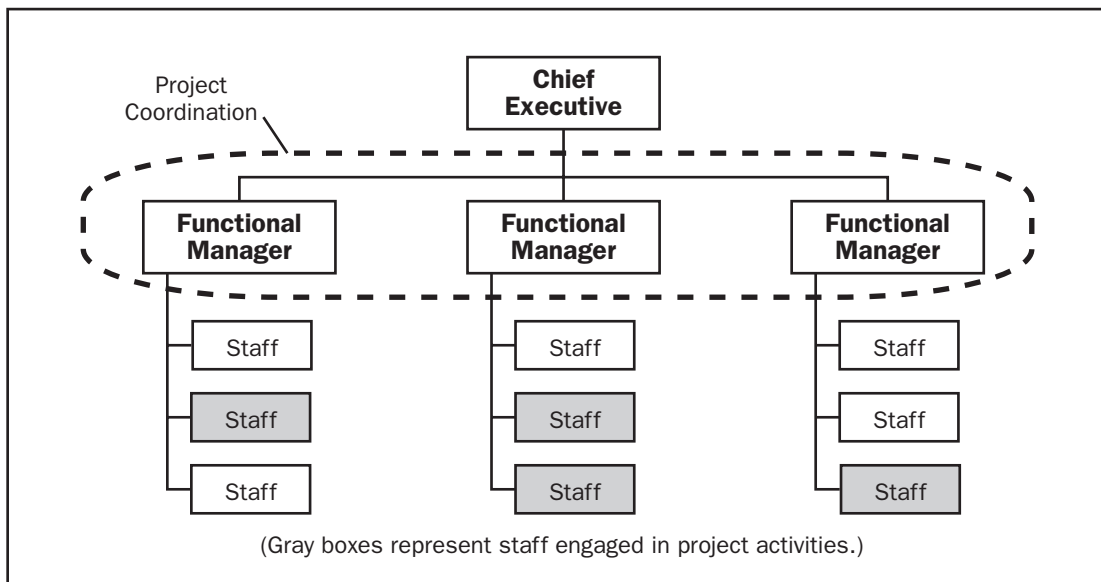 Project
Coordination
Chief
Executive
Functional
Manager
Functional
Manager
Functional
Manager
Staff
Staff
Staff
Staff
Staff
Staff
Staff
Staff
Staff
(Gray boxes represent staff engaged in project activities.)